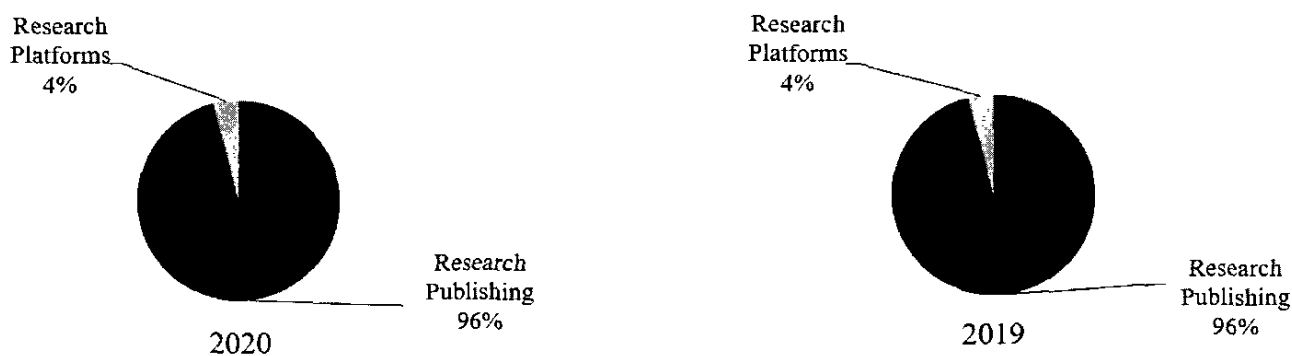 Research
Platforms
4%
Research
Publishing
96%
2020
Research
Platforms
4%
Research
Publishing
96%
2019